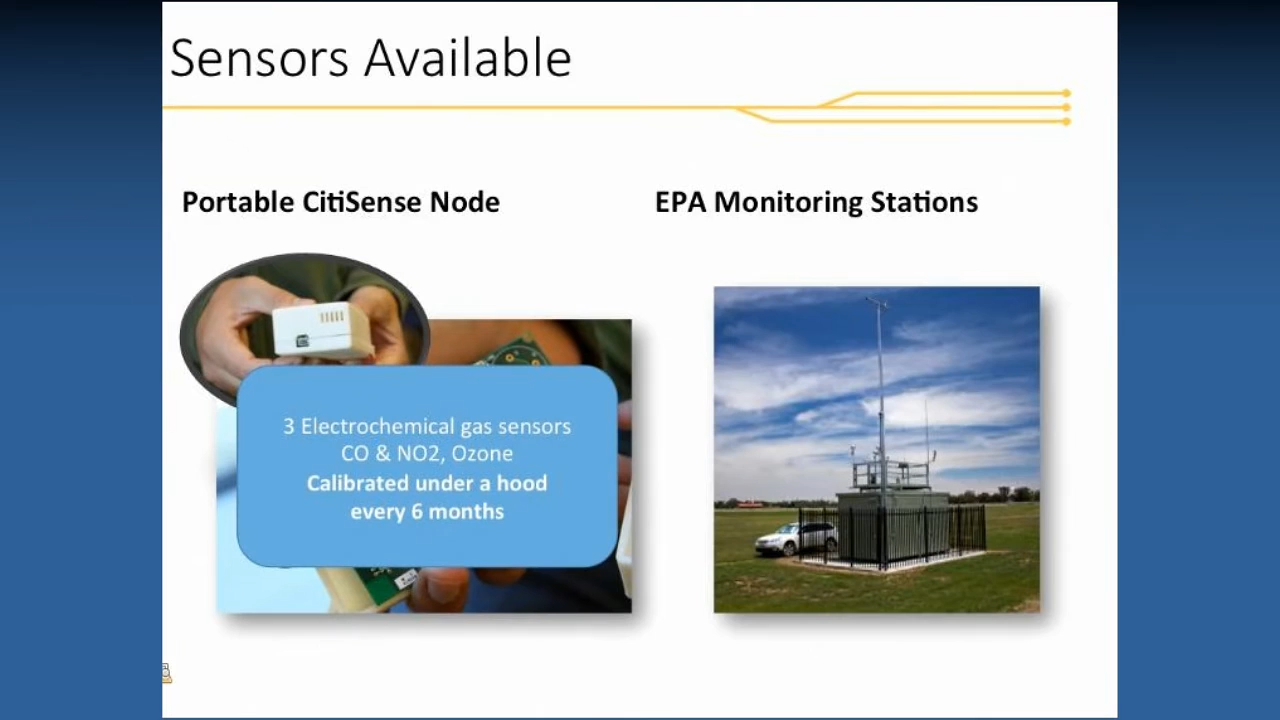 Sensors Available
Portable CitiSense Node
EPA Monitoring Stations
3 Electrochemical gas sensors
CO & NO2, Ozone
Calibrated under a hood
every 6 months